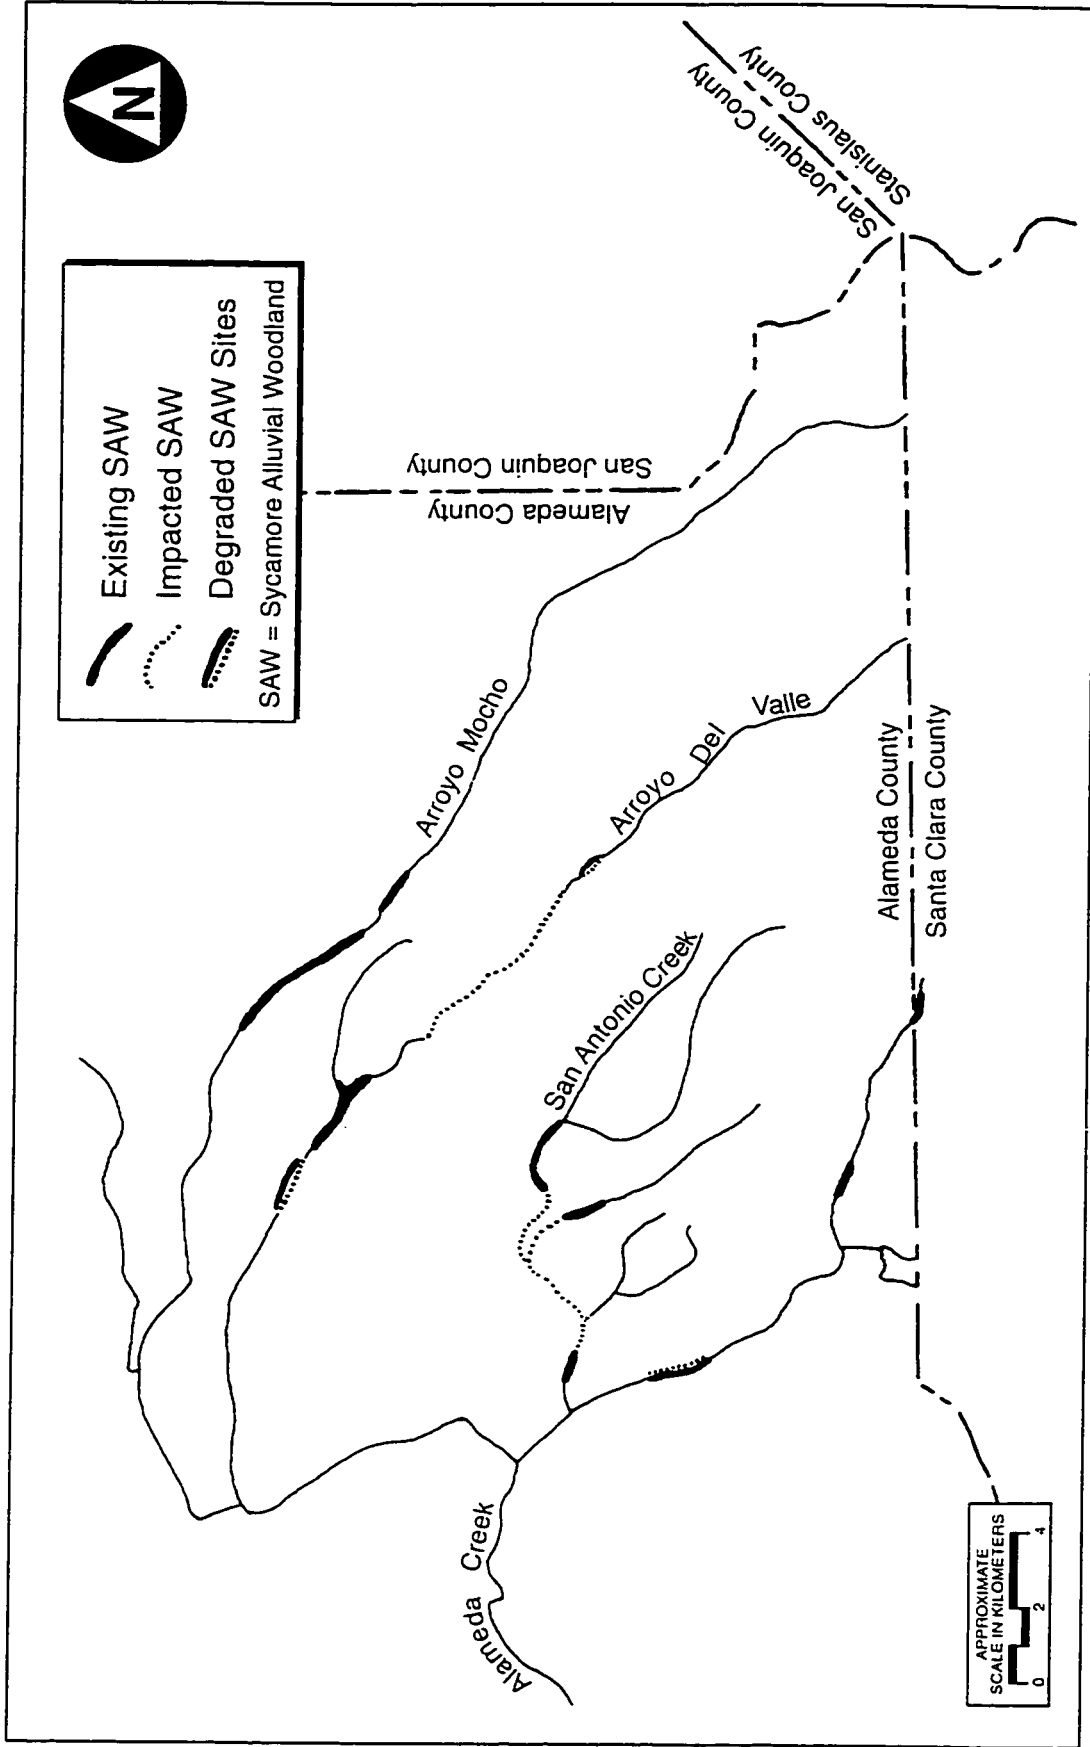 N
Existing SAW
Impacted SAW
Degraded SAW Sites
SAW = Sycamore Alluvial Woodland
Arroyo Mocho
Arroyo Del Valle
San Antonio Creek
Alameda Creek
Alameda County
San Joaquin County
San Joaquin County
Stanislaus County
Alameda County
Santa Clara County
APPROXIMATE
SCALE IN KILOMETERS
0 2 4